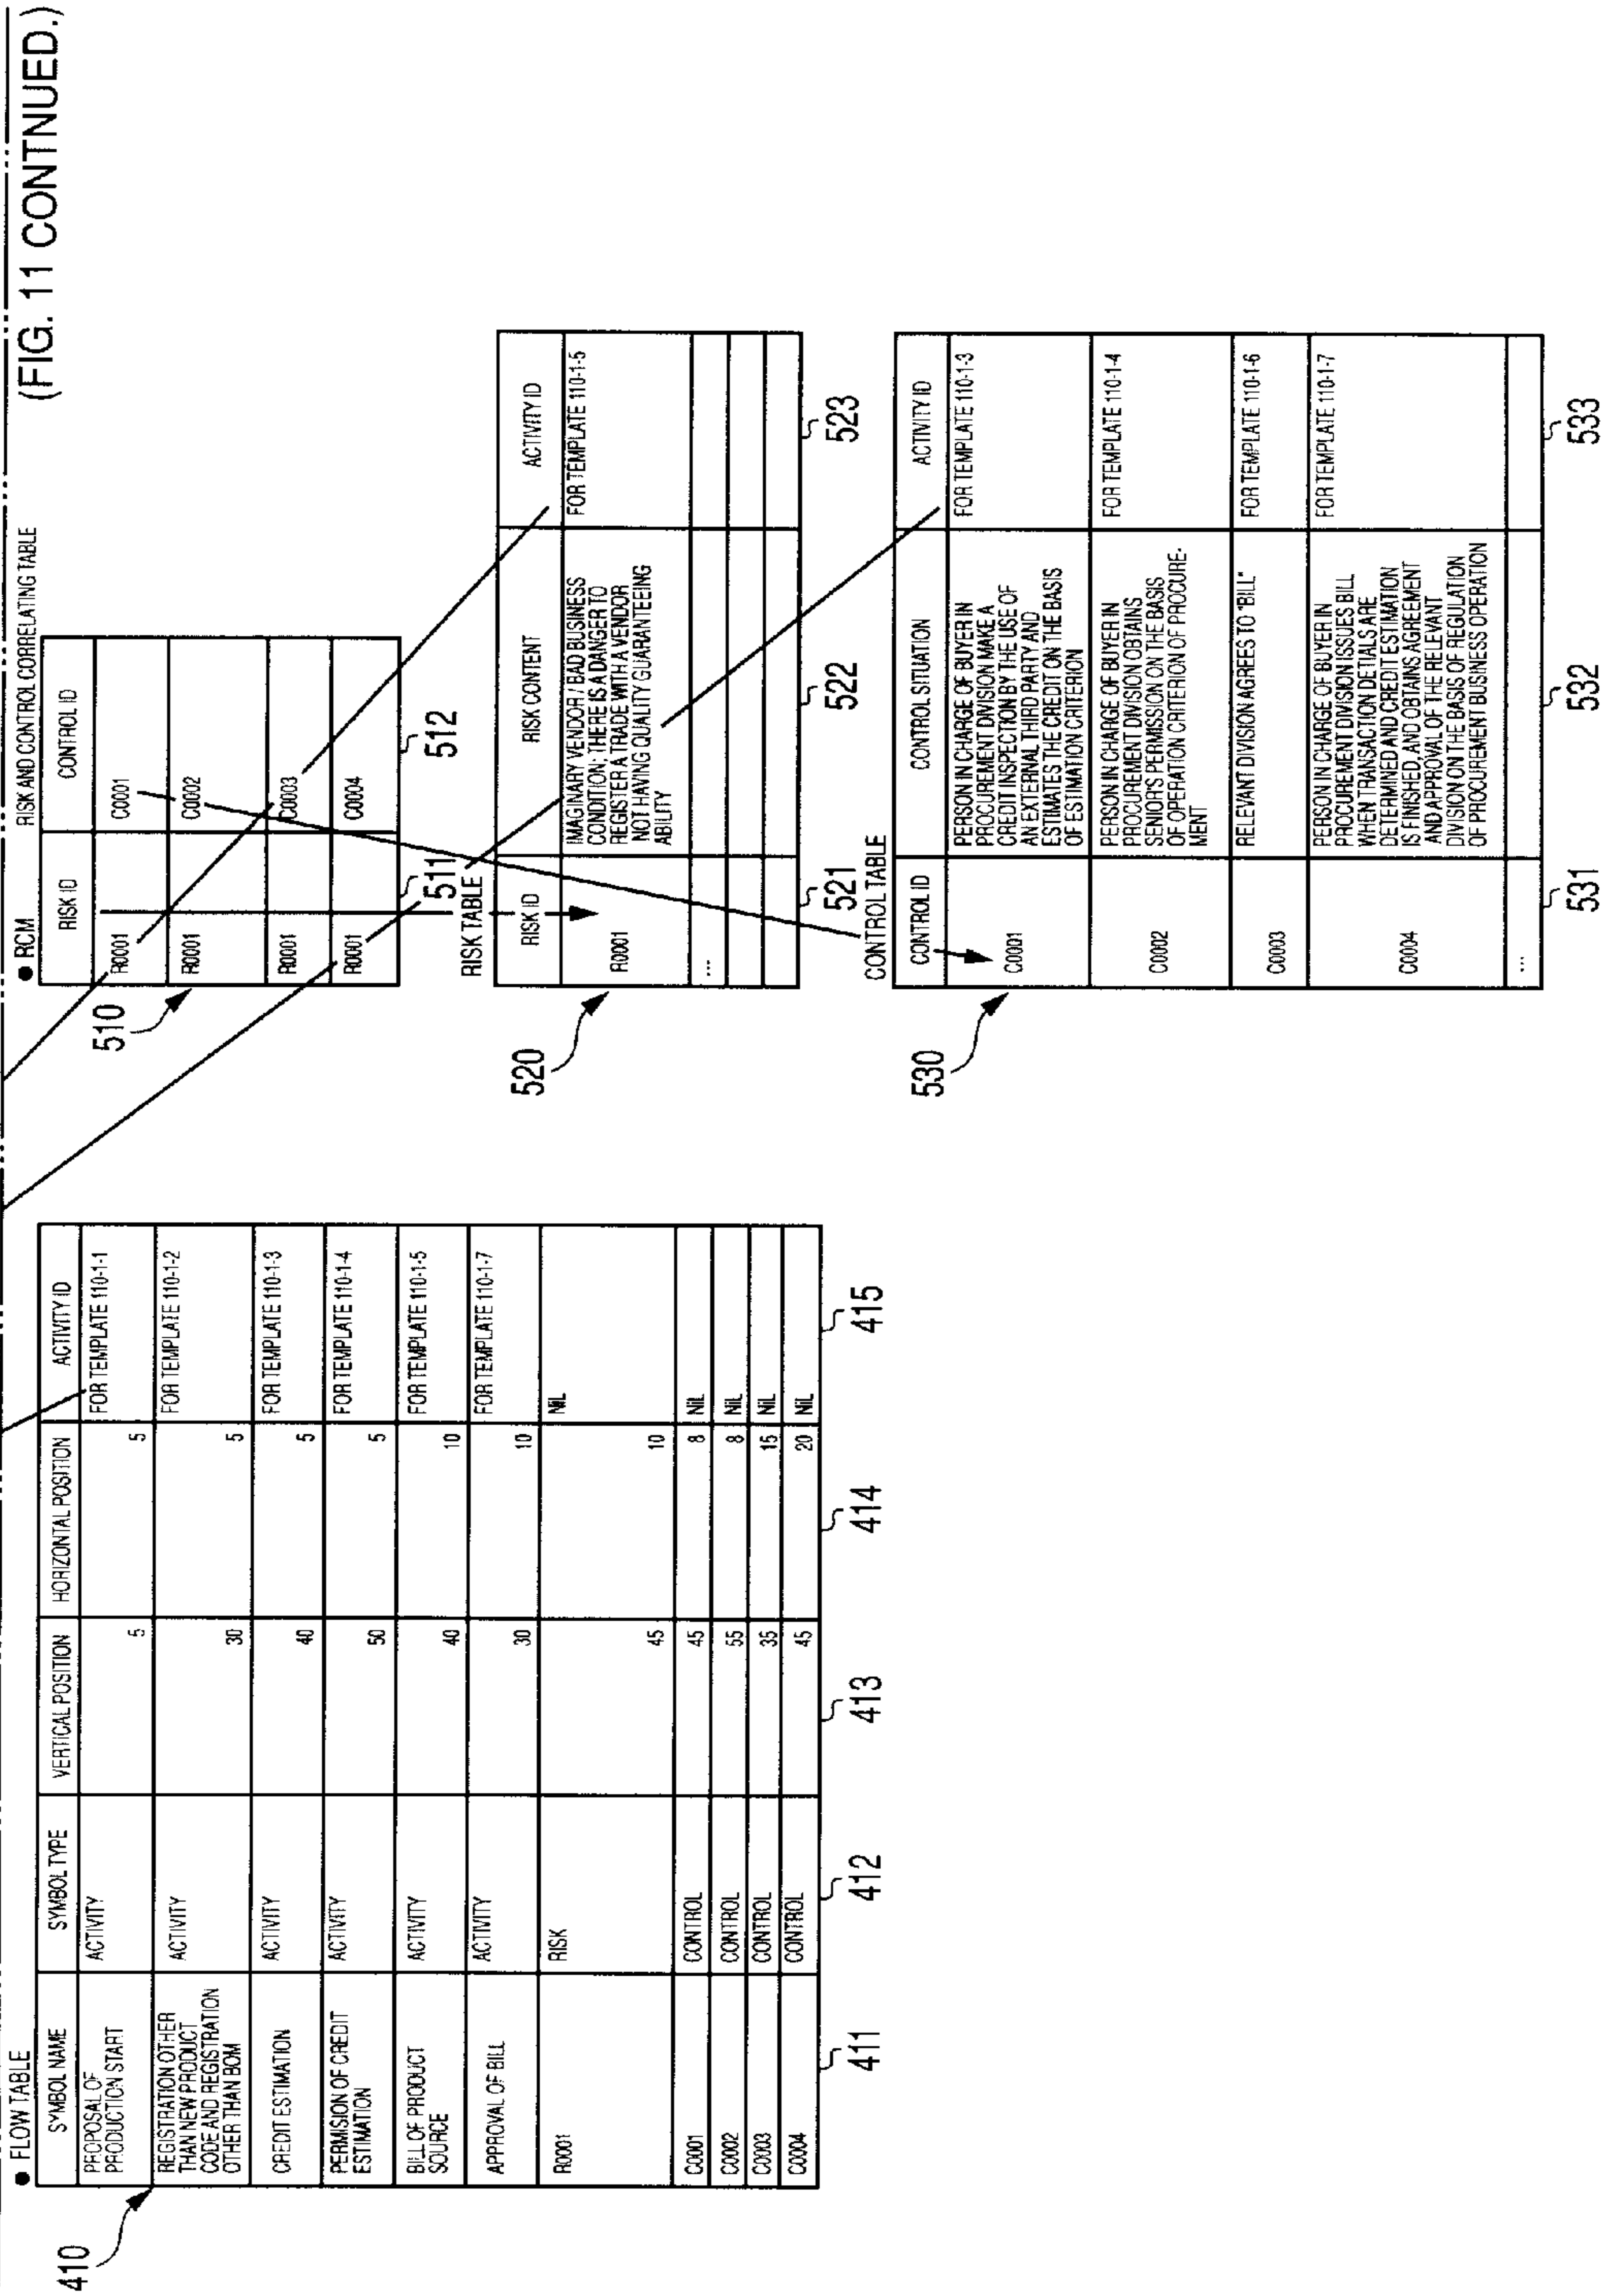 (FIG. 11 CONTNUED.)
● FLOW TABLE
SYMBOL NAME SYMBOL TYPE VERTICAL POSITION HORIZONTAL POSITION ACTIVITY ID
PEOPOSAL OF
PRODUCTION START
ACTIVITY 5 5 FOR TEMPLATE 110-1-1
REGISTRATION OTHER
THAN NEW PRODUCT
CODE AND REGISTRATION
OTHER THAN BOM
ACTIVITY 30 5 FOR TEMPLATE 110-1-2
CREDIT ESTIMATION ACTIVITY 40 5 FOR TEMPLATE 110-1-3
PERMISION OF CREDIT
ESTIMATION
ACTIVITY 50 5 FOR TEMPLATE 110-1-4
BILL OF PRODUCT
SOURCE
ACTIVITY 40 10 FOR TEMPLATE 110-1-5
APPROVAL OF BILL ACTIVITY 30 10 FOR TEMPLATE 110-1-7
R0001 RISK 45 10 NIL
C0001 CONTROL 45 8 NIL
C0002 CONTROL 55 8 NIL
C0003 CONTROL 35 15 NIL
C0004 CONTROL 45 20 NIL
410
411 412 413 414 415
● RCM RISK AND CONTROL CORRELATING TABLE
RISK ID CONTROL ID
R0001 C0001
R0001 C0002
R0001 C0003
R0001 C0004
510
511 512
RISK TABLE
RISK ID RISK CONTENT ACTIVITY ID
R0001
IMAGINARY VENDOR / BAD BUSINESS
CONDITION; THERE IS A DANGER TO
REGISTER A TRADE WITH A VENDOR
NOT HAVING QUALITY GUARANTEEING
ABILITY
FOR TEMPLATE 110-1-5
...
520
521 522 523
CONTROL TABLE
CONTROL ID CONTROL SITUATION ACTIVITY ID
C0001
PERSON IN CHARGE OF BUYER IN
PROCUREMENT DIVISION MAKE A
CREDIT INSPECTION BY THE USE OF
AN EXTERNAL THIRD PARTY AND
ESTIMATES THE CREDIT ON THE BASIS
OF ESTIMATION CRITERION
FOR TEMPLATE 110-1-3
C0002
PERSON IN CHARGE OF BUYER IN
PROCUREMENT DIVISION OBTAINS
SENIOR'S PERMISSION ON THE BASIS
OF OPERATION CRITERION OF PROCURE-
MENT
FOR TEMPLATE 110-1-4
C0003 RELEVANT DIVISION AGREES TO "BILL" FOR TEMPLATE 110-1-6
C0004
PERSON IN CHARGE OF BUYER IN
PROCUREMENT DIVISION ISSUES BILL
WHEN TRANSACTION DETIALS ARE
DETERMINED AND CREDIT ESTIMATION
IS FINISHED, AND OBTAINS AGREEMENT
AND APPROVAL OF THE RELEVANT
DIVISION ON THE BASIS OF REGULATION
OF PROCUREMENT BUSINESS OPERATION
FOR TEMPLATE 110-1-7
...
530
531 532 533